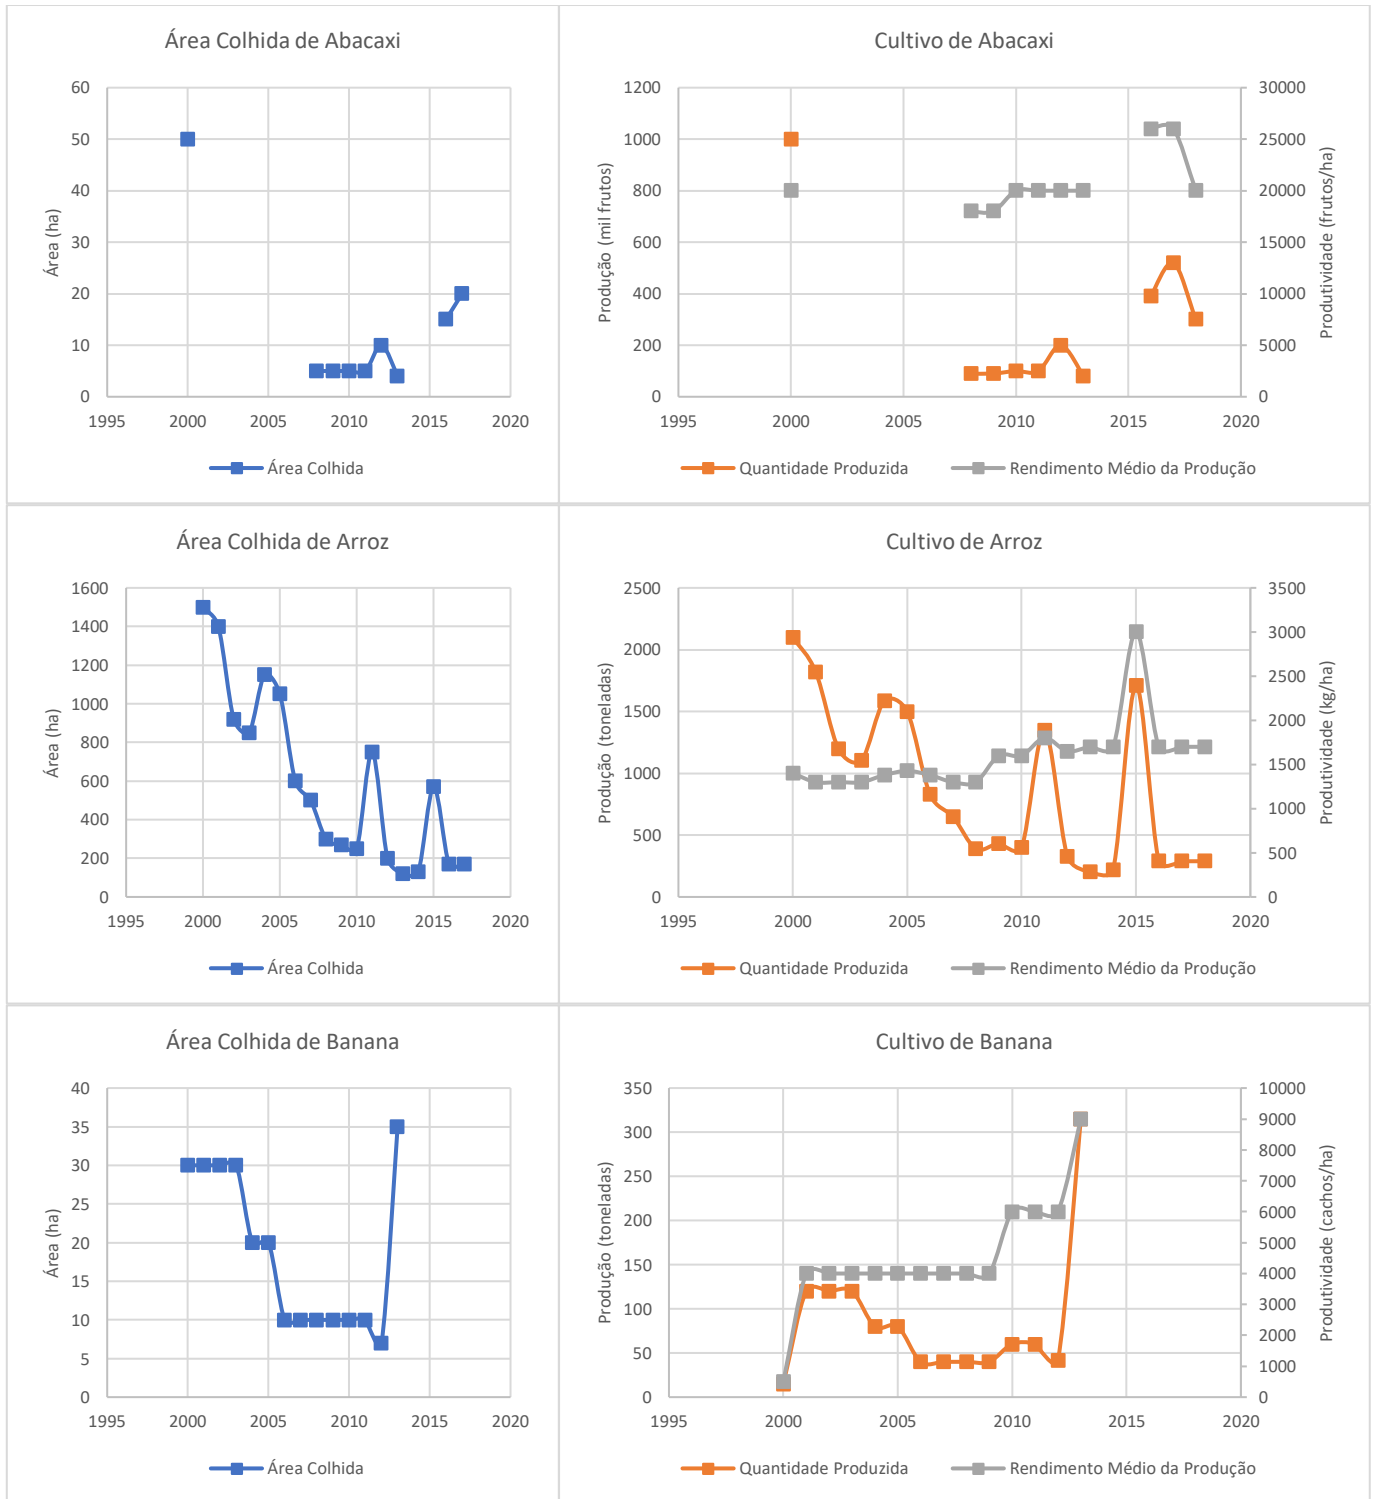 Área Colhida de Abacaxi
60
50
40
30
20
10
0
Área (ha)
1995 2000 2005 2010 2015 2020
Área Colhida
Cultivo de Abacaxi
1200
1000
800
600
400
200
0
Produção (mil frutos)
30000
25000
20000
15000
10000
5000
0
Produtividade (frutos/ha)
1995 2000 2005 2010 2015 2020
Quantidade Produzida Rendimento Médio da Produção
Área Colhida de Arroz
1600
1400
1200
1000
800
600
400
200
0
Área (ha)
1995 2000 2005 2010 2015 2020
Área Colhida
Cultivo de Arroz
2500
2000
1500
1000
500
0
Produção (toneladas)
3500
3000
2500
2000
1500
1000
500
0
Produtividade (kg/ha)
1995 2000 2005 2010 2015 2020
Quantidade Produzida Rendimento Médio da Produção
Área Colhida de Banana
40
35
30
25
20
15
10
5
0
Área (ha)
1995 2000 2005 2010 2015 2020
Área Colhida
Cultivo de Banana
350
300
250
200
150
100
50
0
Produção (toneladas)
10000
9000
8000
7000
6000
5000
4000
3000
2000
1000
0
Produtividade (cachos/ha)
1995 2000 2005 2010 2015 2020
Quantidade Produzida Rendimento Médio da Produção